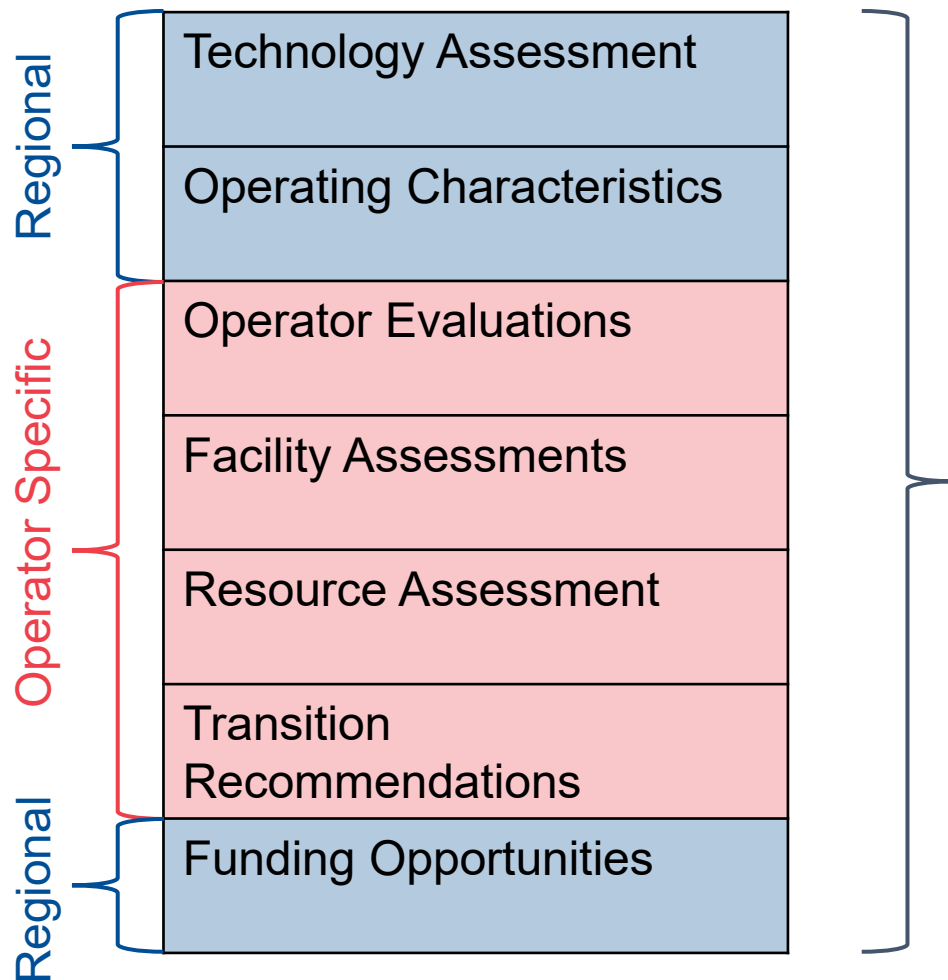 Regional
Technology Assessment
Operating Characteristics
Operator Specific
Operator Evaluations
Facility Assessments
Resource Assessment
Transition
Recommendations
Regional
Funding Opportunities